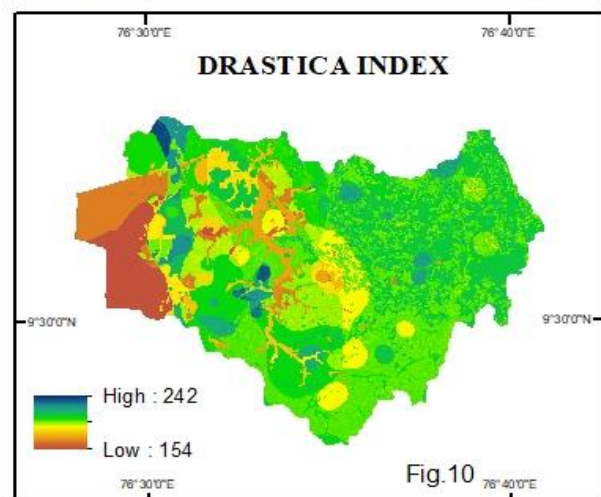 76°30'0"E 76°40'0"E
DRASTICA INDEX
9°30'0"N 9°30'0"N
High : 242
Low : 154
Fig.10
76°30'0"E 76°40'0"E